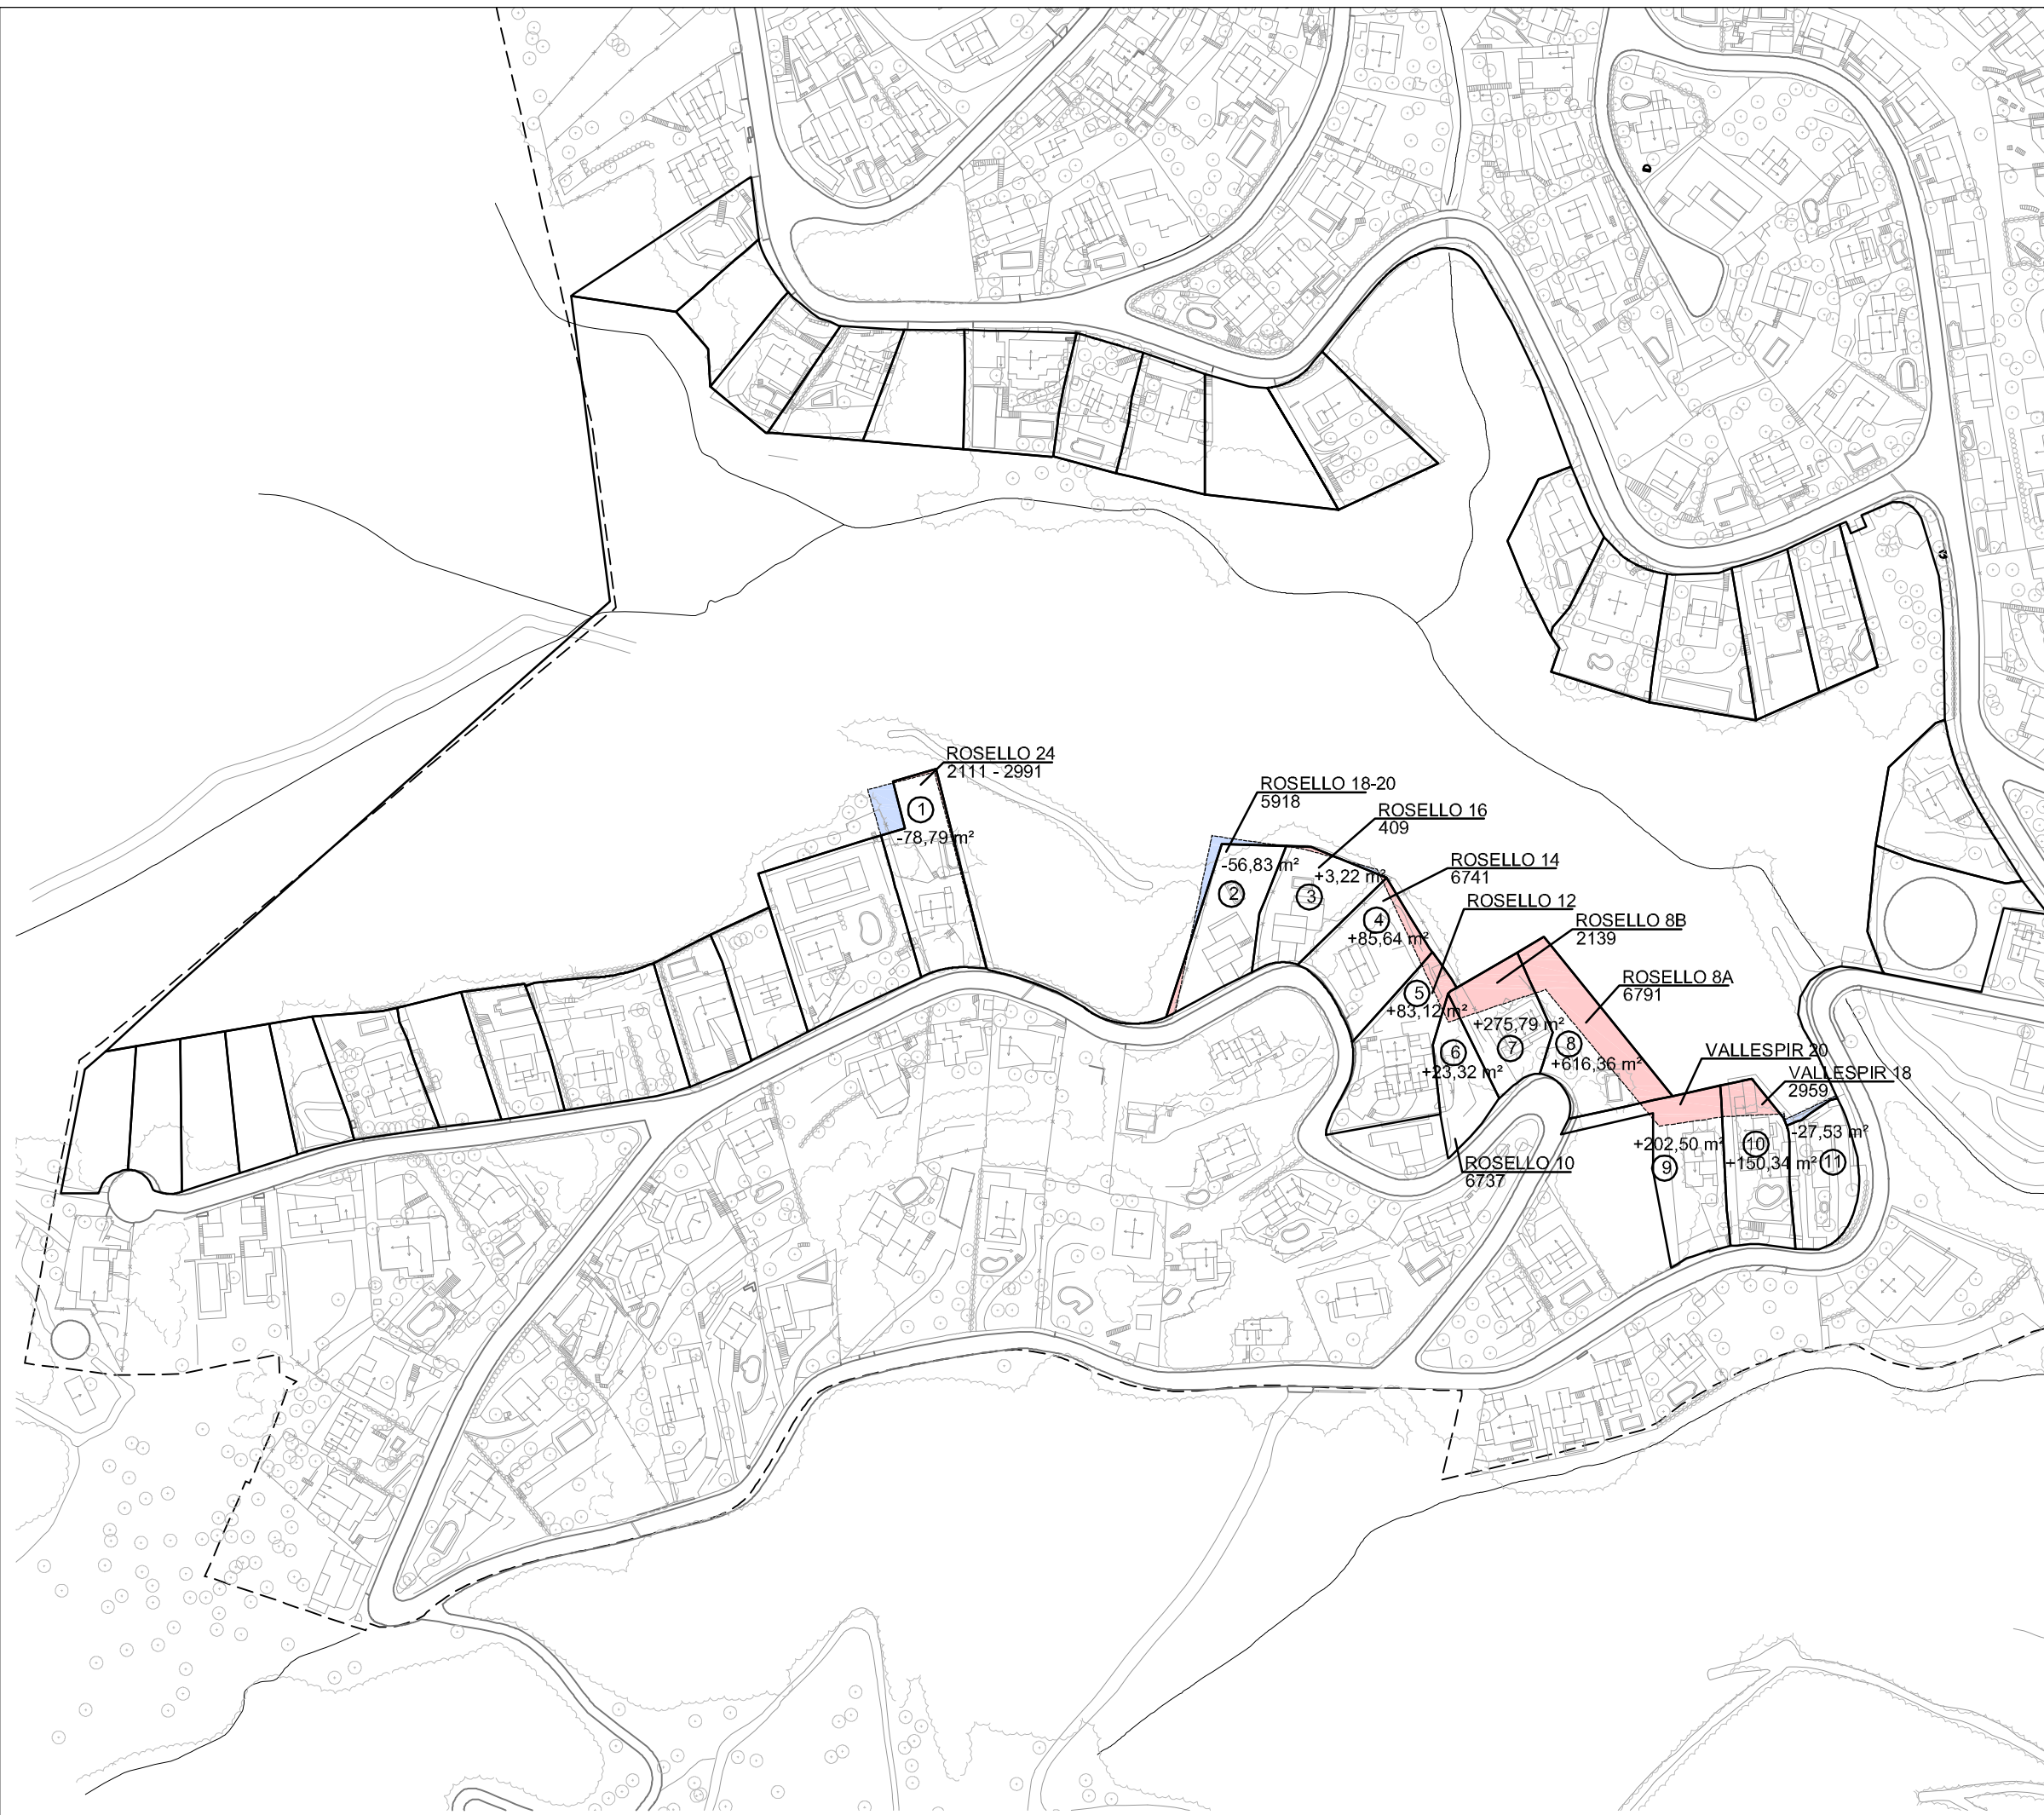 ROSELLO 24
2111 - 2991
1
-78,79 m²
ROSELLO 18-20
5918
ROSELLO 16
409
-56,83 m²
2
+3,22 m²
3
ROSELLO 14
6741
4
+85,64 m²
ROSELLO 12
ROSELLO 8B
2139
ROSELLO 8A
6791
5
+83,12 m²
+275,79 m²
7
6
+23,32 m²
8
+616,36 m²
VALLESPIR 20
VALLESPIR 18
2959
+202,50 m²
9
10
+150,34 m²
-27,53 m²
11
ROSELLO 10
6737